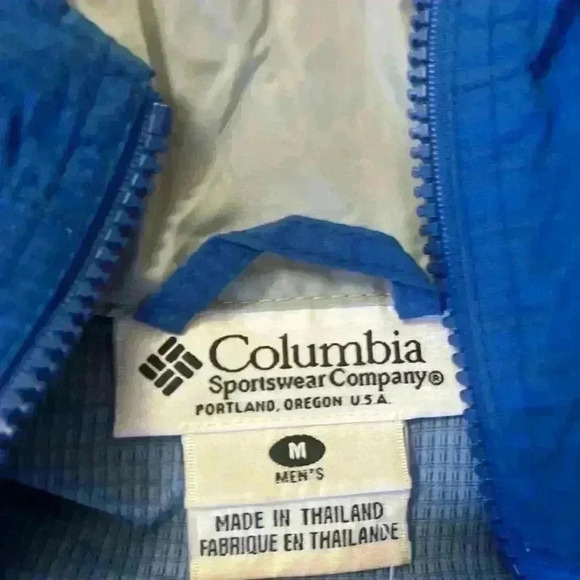 Columbia
Sportswear Company®
PORTLAND, OREGON U.S.A.
M
MEN'S
MADE IN THAILAND
FABRIQUE EN THAILANDE